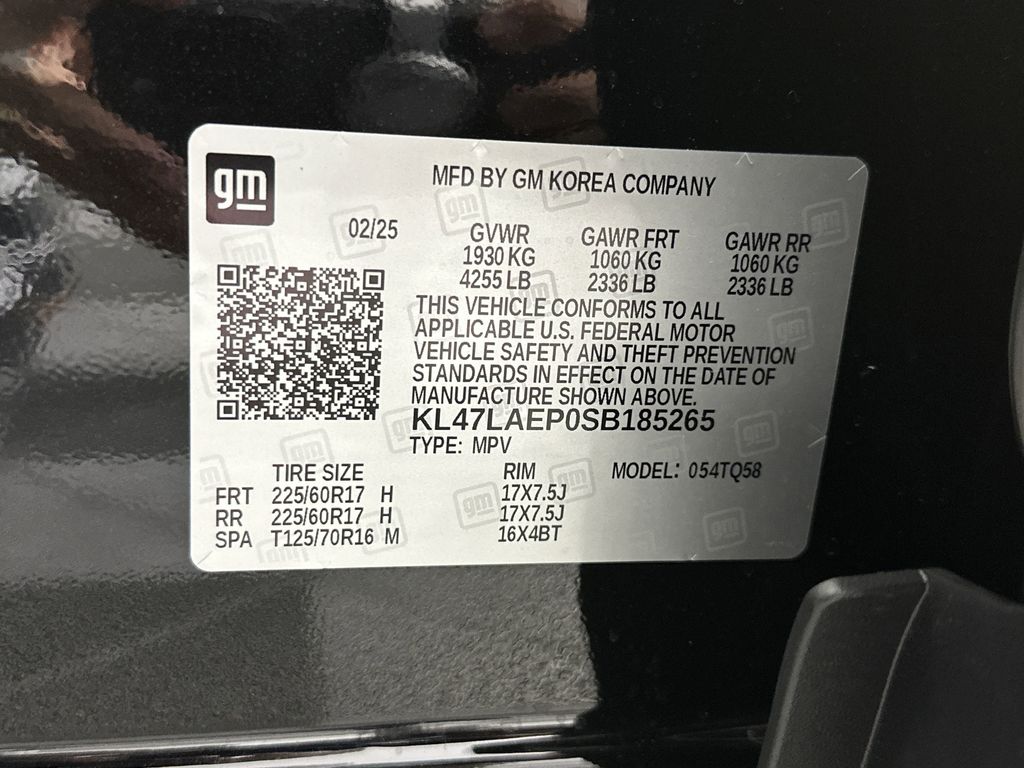 gm
MFD BY GM KOREA COMPANY
02/25
GVWR GAWR FRT GAWR RR
1930 KG 1060 KG 1060 KG
4255 LB 2336 LB 2336 LB
THIS VEHICLE CONFORMS TO ALL
APPLICABLE U.S. FEDERAL MOTOR
VEHICLE SAFETY AND THEFT PREVENTION
STANDARDS IN EFFECT ON THE DATE OF
MANUFACTURE SHOWN ABOVE.
KL47LAEP0SB185265
TYPE: MPV
TIRE SIZE RIM MODEL: 054TQ58
FRT 225/60R17 H 17X7.5J
RR 225/60R17 H 17X7.5J
SPA T125/70R16 M 16X4BT